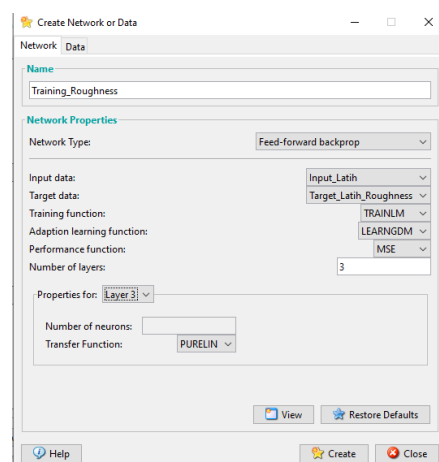 Create Network or Data
Network Data
Name
Training_Roughness
Network Properties
Network Type: Feed-forward backprop
Input data: Input_Latih
Target data: Target_Latih_Roughness
Training function: TRAINLM
Adaption learning function: LEARNGDM
Performance function: MSE
Number of layers: 3
Properties for: Layer 3
Number of neurons:
Transfer Function: PURELIN
View Restore Defaults
Help Create Close